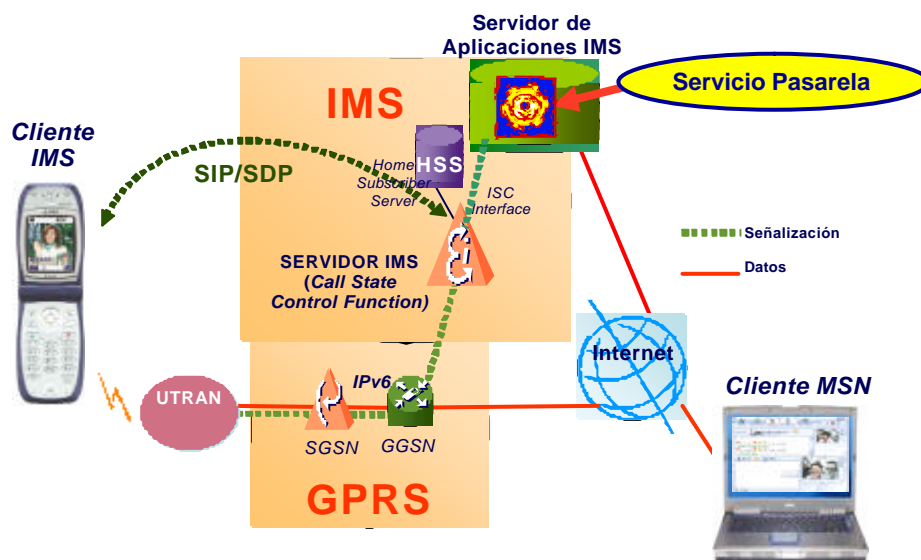 Servidor de
Aplicaciones IMS
Servicio Pasarela
IMS
Cliente
IMS
SIP/SDP
HSS
Home
Subscriber
Server
ISC
Interface
Señalización
Datos
SERVIDOR IMS
(Call State
Control Function)
Internet
IPv6
Cliente MSN
UTRAN
SGSN
GGSN
GPRS